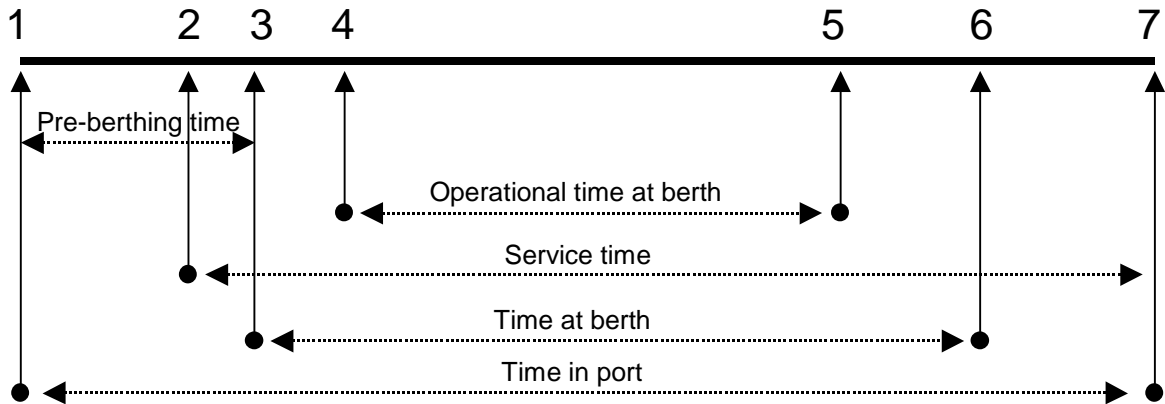 1 2 3 4 5 6 7
Pre-berthing time
Operational time at berth
Service time
Time at berth
Time in port